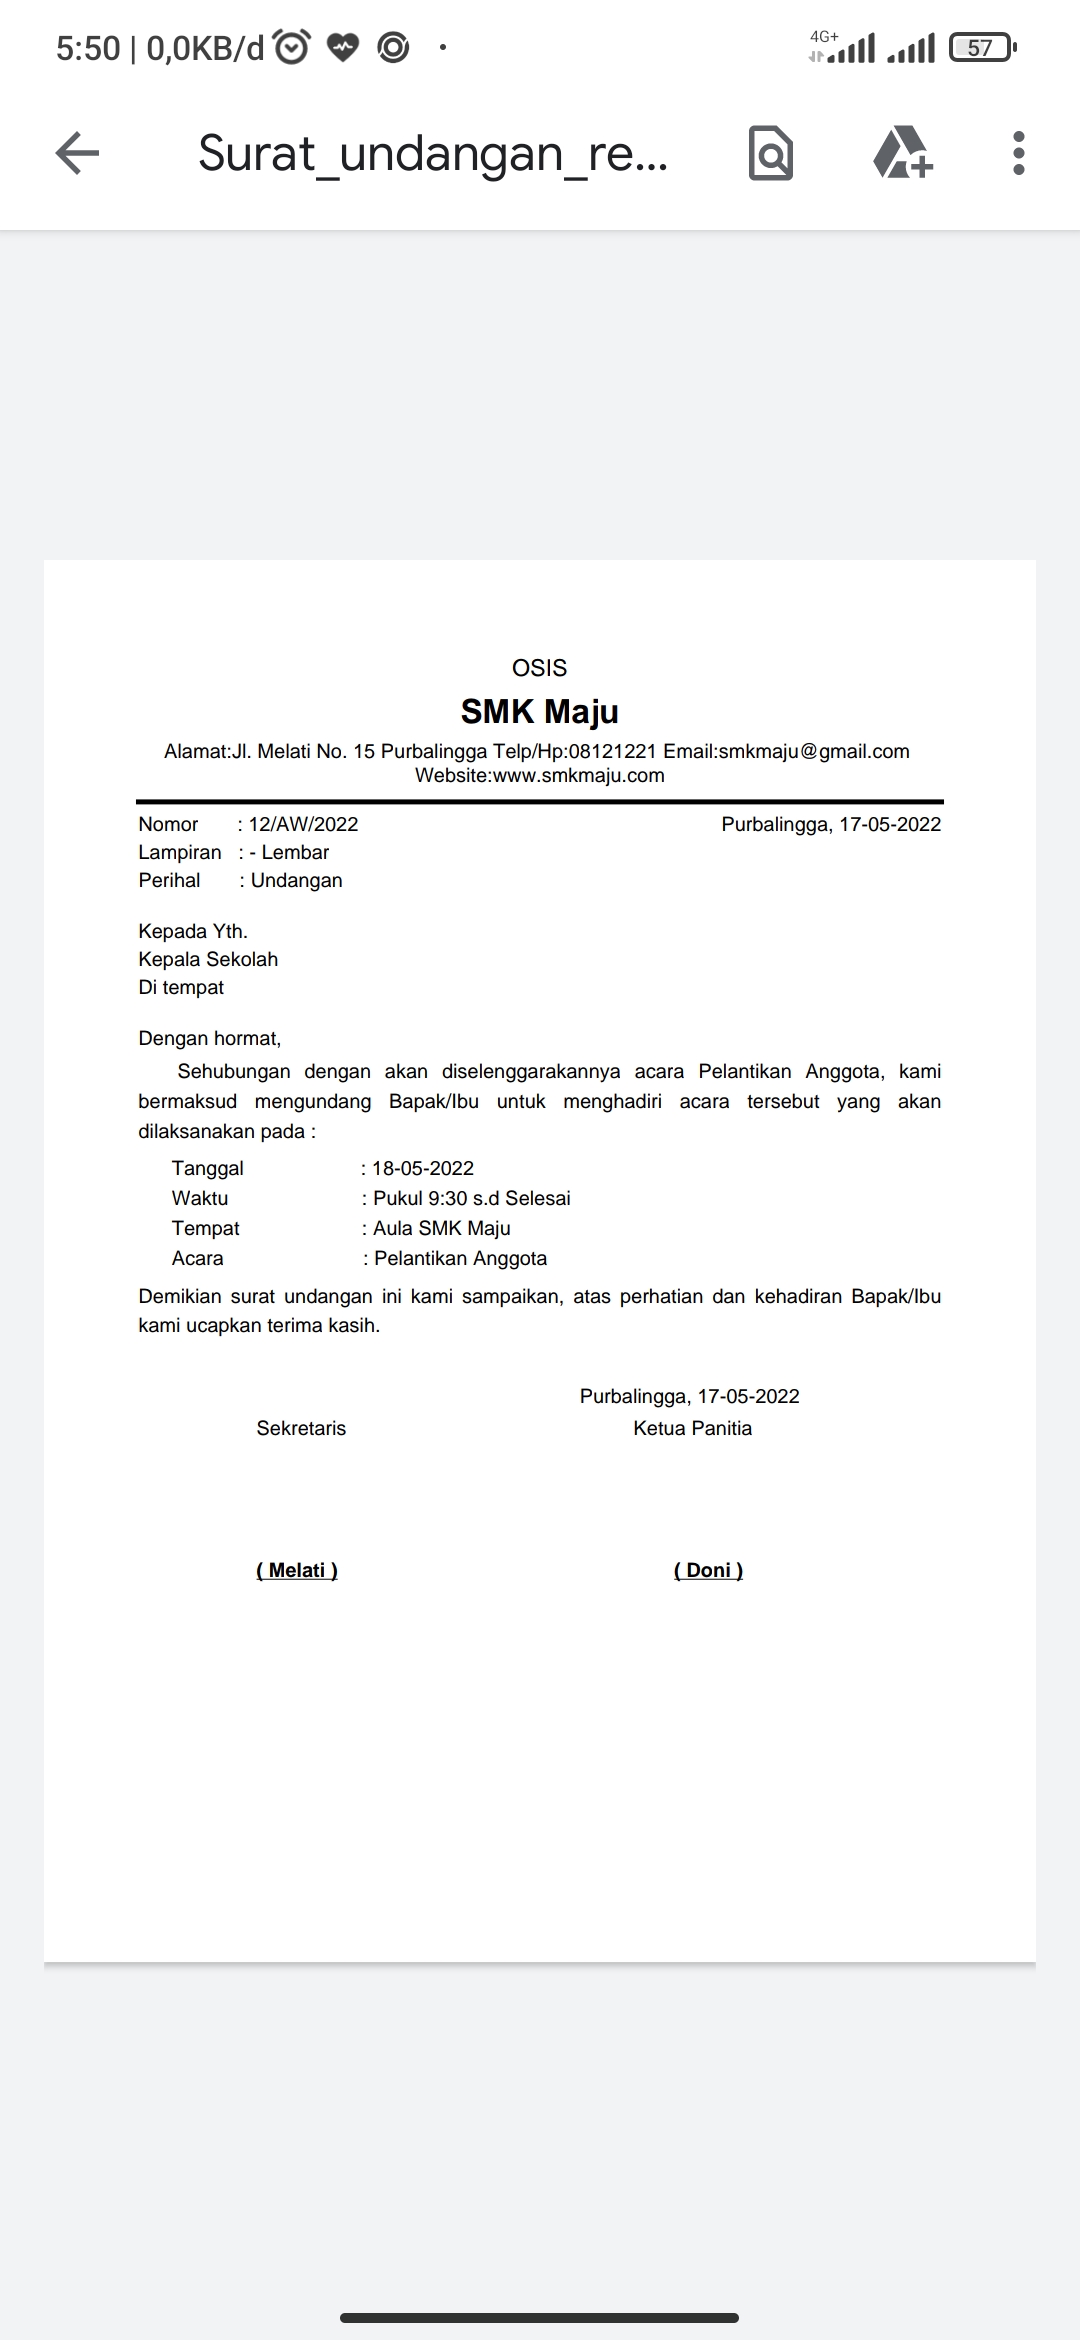 5:50 | 0,0KB/d
4G+
57
Surat_undangan_re...
OSIS
SMK Maju
Alamat:Jl. Melati No. 15 Purbalingga Telp/Hp:08121221 Email:smkmaju@gmail.com
Website:www.smkmaju.com
Nomor : 12/AW/2022 Purbalingga, 17-05-2022
Lampiran : - Lembar
Perihal : Undangan
Kepada Yth.
Kepala Sekolah
Di tempat
Dengan hormat,
Sehubungan dengan akan diselenggarakannya acara Pelantikan Anggota, kami
bermaksud mengundang Bapak/Ibu untuk menghadiri acara tersebut yang akan
dilaksanakan pada :
Tanggal : 18-05-2022
Waktu : Pukul 9:30 s.d Selesai
Tempat : Aula SMK Maju
Acara : Pelantikan Anggota
Demikian surat undangan ini kami sampaikan, atas perhatian dan kehadiran Bapak/Ibu
kami ucapkan terima kasih.
Purbalingga, 17-05-2022
Sekretaris Ketua Panitia
( Melati ) ( Doni )